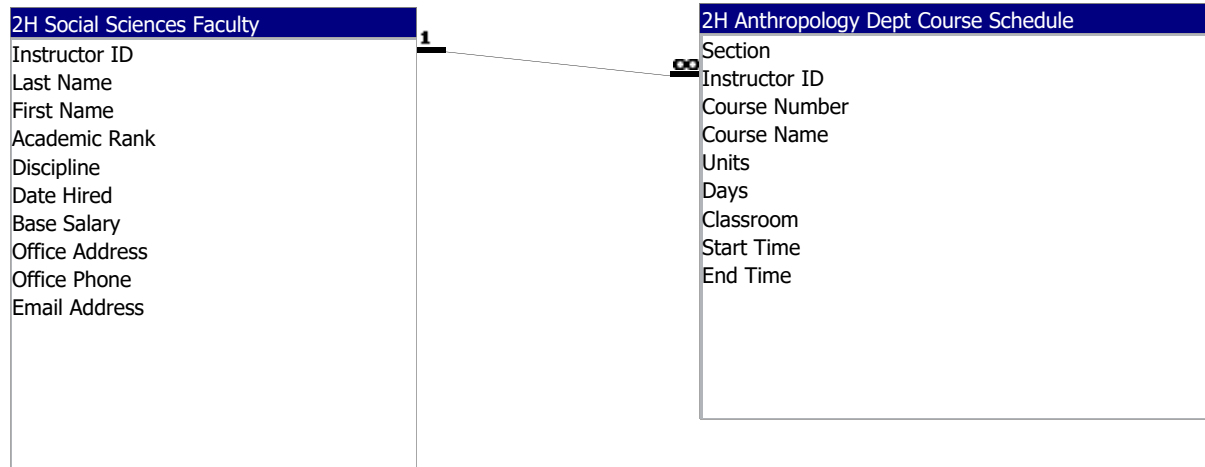 2H Social Sciences Faculty
Instructor ID
Last Name
First Name
Academic Rank
Discipline
Date Hired
Base Salary
Office Address
Office Phone
Email Address
1
∞
2H Anthropology Dept Course Schedule
Section
Instructor ID
Course Number
Course Name
Units
Days
Classroom
Start Time
End Time